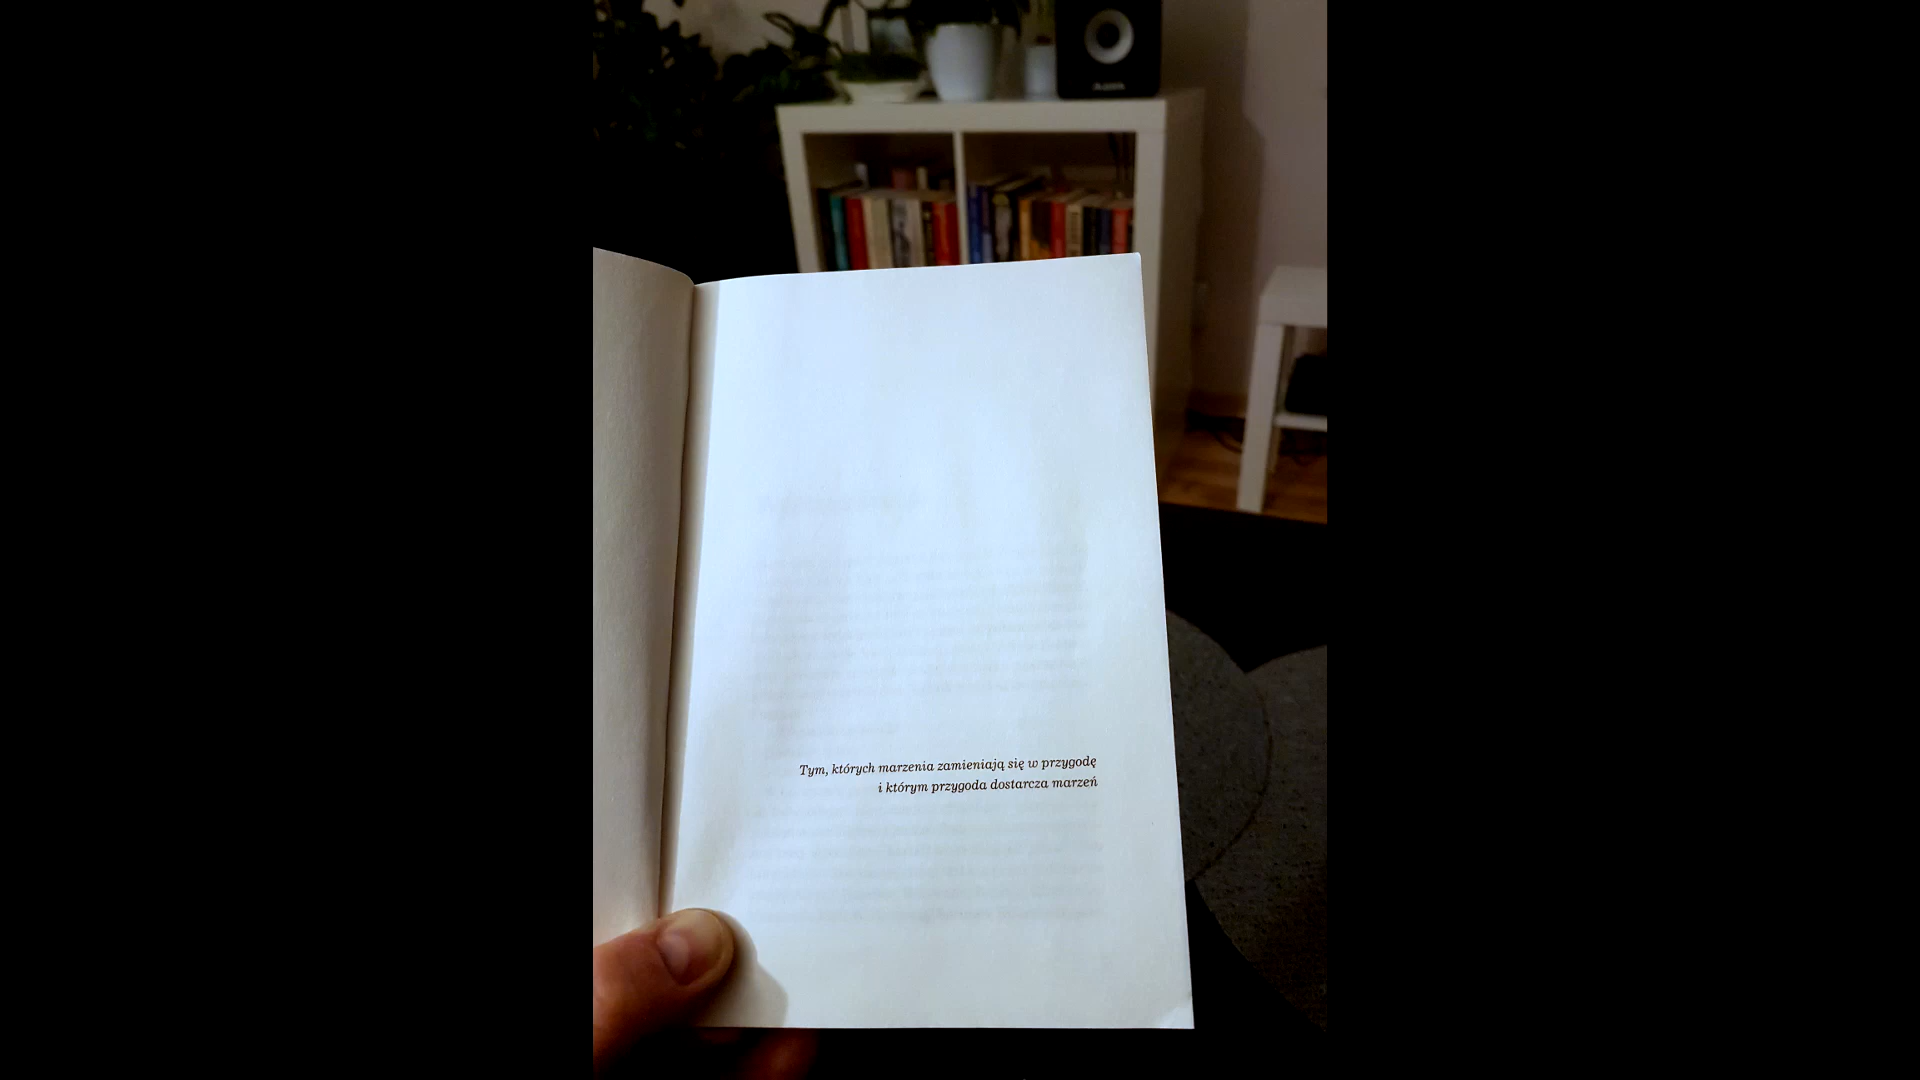 Tym, których marzenia zamieniają się w przygodę
i którym przygoda dostarcza marzeń